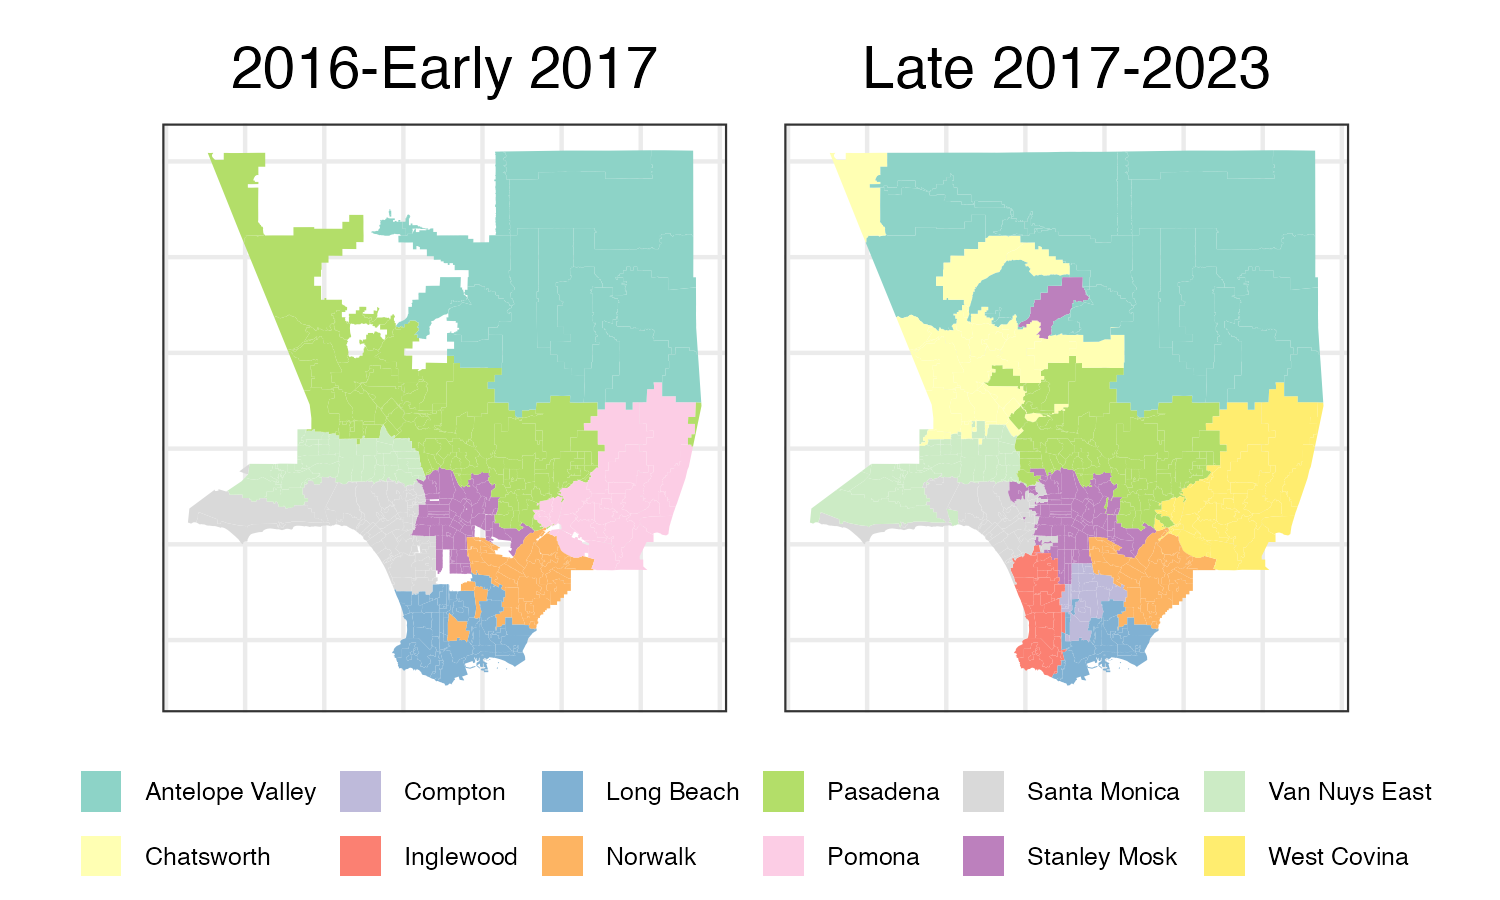 2016-Early 2017
Late 2017-2023
Antelope Valley
Compton
Long Beach
Pasadena
Santa Monica
Van Nuys East
Chatsworth
Inglewood
Norwalk
Pomona
Stanley Mosk
West Covina